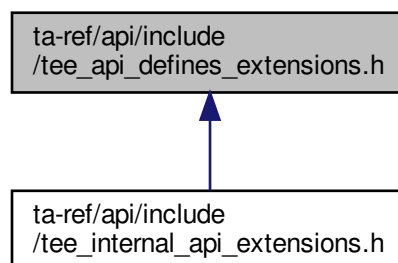 ta-ref/api/include
/tee_api_defines_extensions.h
ta-ref/api/include
/tee_internal_api_extensions.h